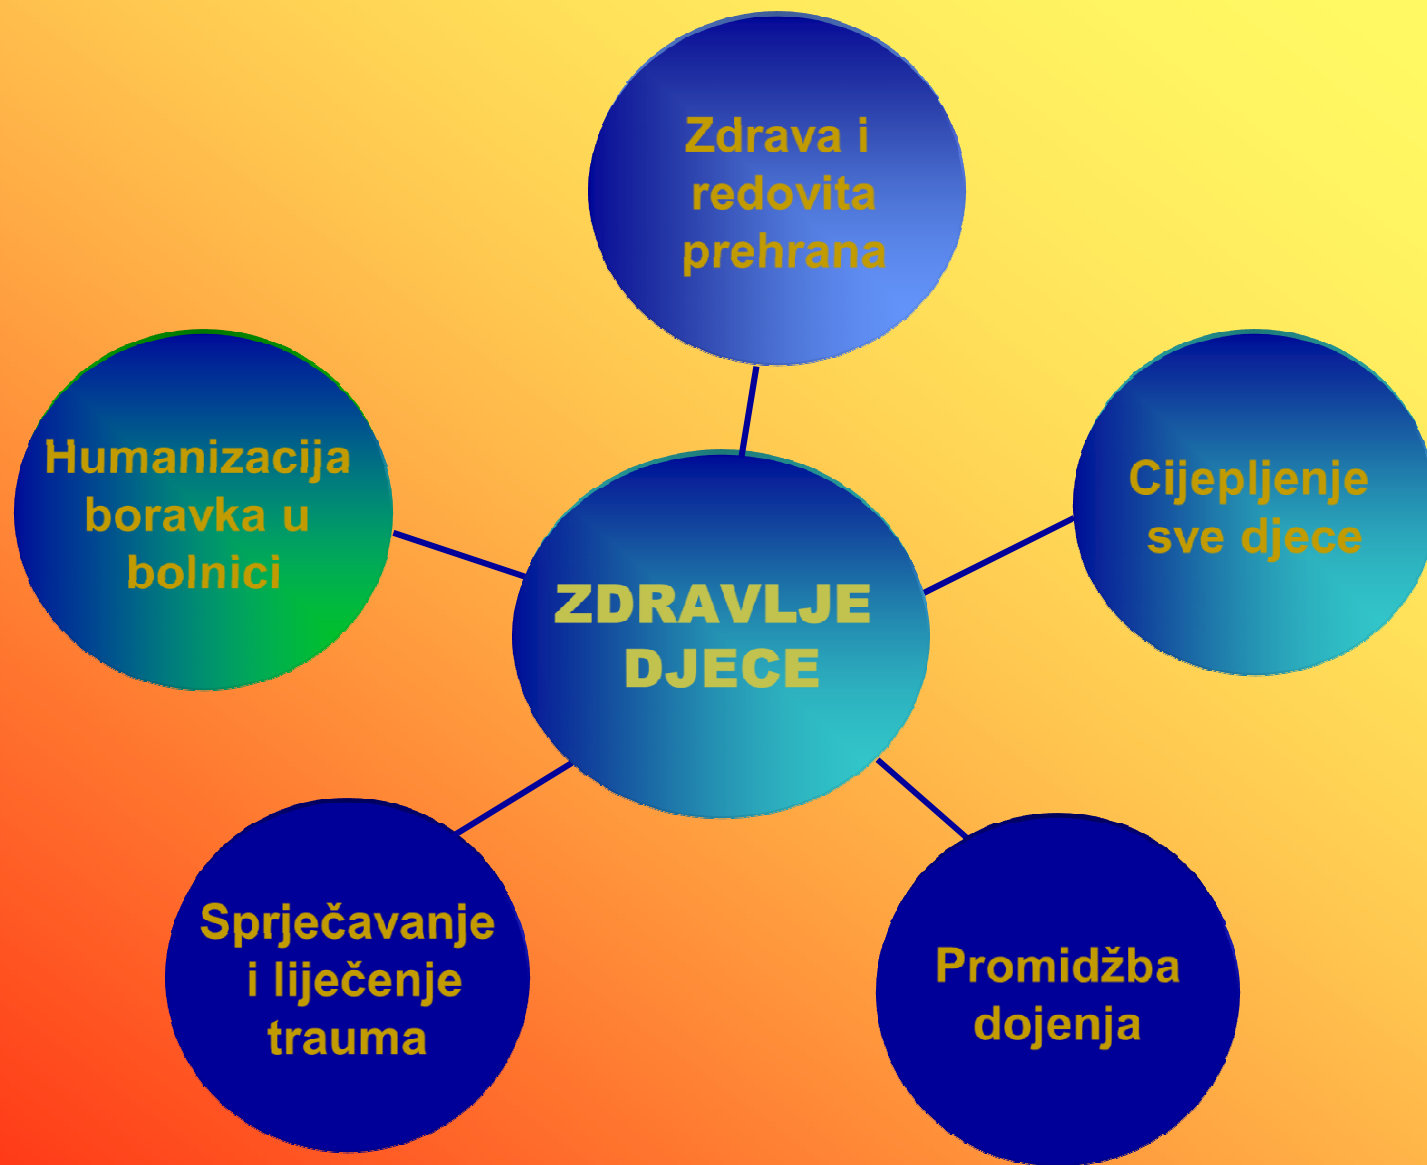 Zdrava i
redovita
prehrana
Humanizacija
boravka u
bolnici
Cijepljenje
sve djece
ZDRAVLJE
DJECE
Sprječavanje
i liječenje
trauma
Promidžba
dojenja